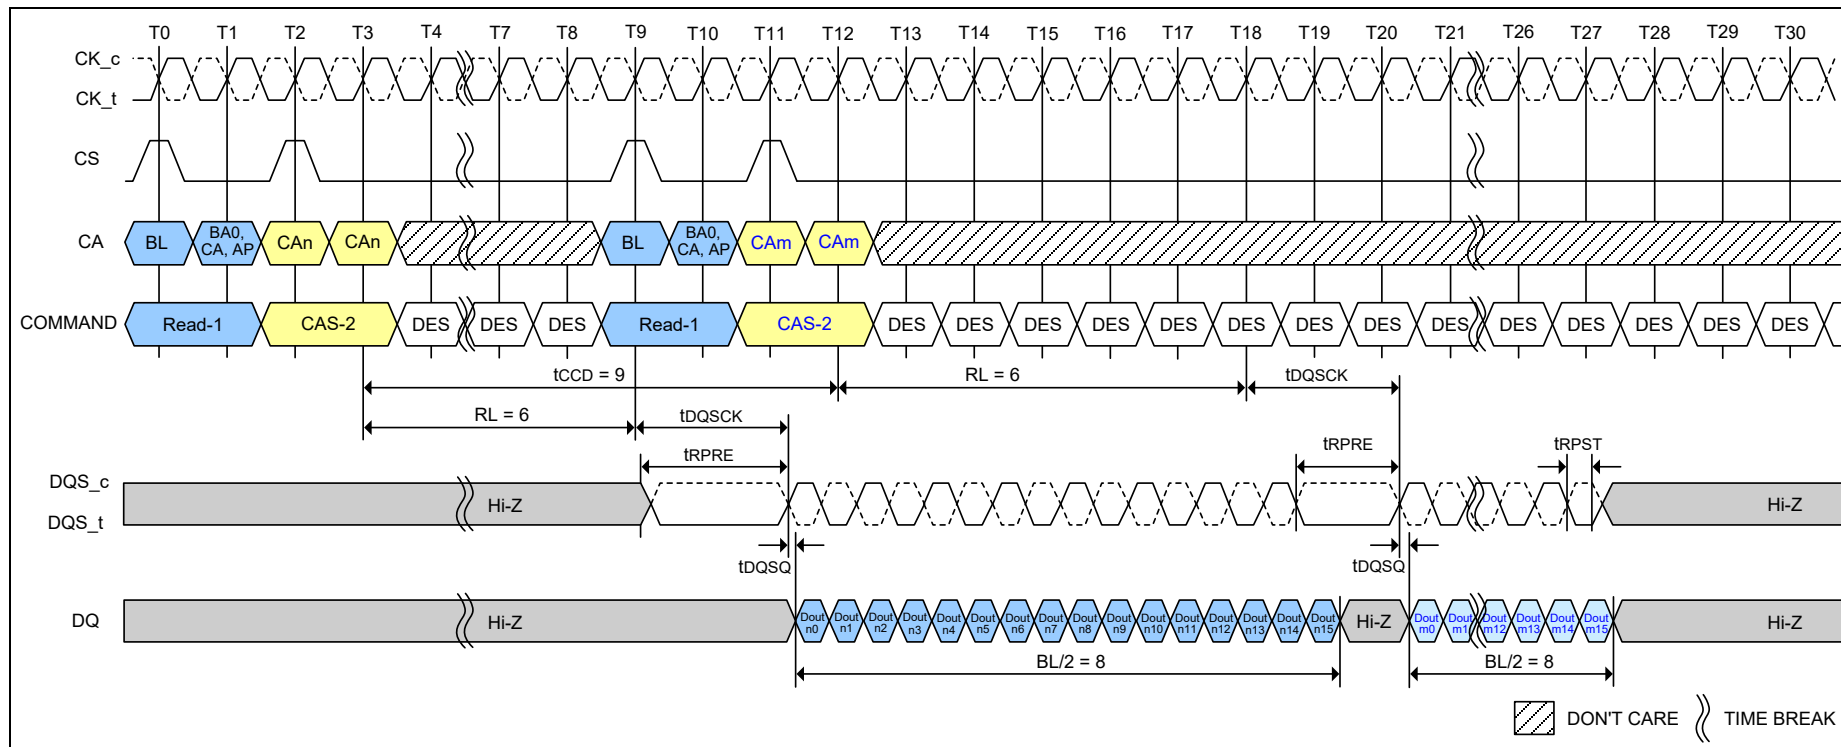 T0 T1 T2 T3 T4 T7 T8 T9 T10 T11 T12 T13 T14 T15 T16 T17 T18 T19 T20 T21 T26 T27 T28 T29 T30
CK_c
CK_t
CS
CA BL BA0, CA, AP CAn CAn BL BA0, CA, AP CAm CAm
COMMAND Read-1 CAS-2 DES DES DES Read-1 CAS-2 DES DES DES DES DES DES DES DES DES DES DES DES DES DES
tCCD = 9 RL = 6 tDQSCK
RL = 6 tDQSCK
tRPRE tRPRE tRPST
DQS_c
Hi-Z Hi-Z
DQS_t
tDQSQ tDQSQ
DQ Hi-Z Dout n0 Dout n1 Dout n2 Dout n3 Dout n4 Dout n5 Dout n6 Dout n7 Dout n8 Dout n9 Dout n10 Dout n11 Dout n12 Dout n13 Dout n14 Dout n15 Hi-Z Dout m0 Dout m1 Dout m12 Dout m13 Dout m14 Dout m15 Hi-Z
BL/2 = 8 BL/2 = 8
DON'T CARE TIME BREAK